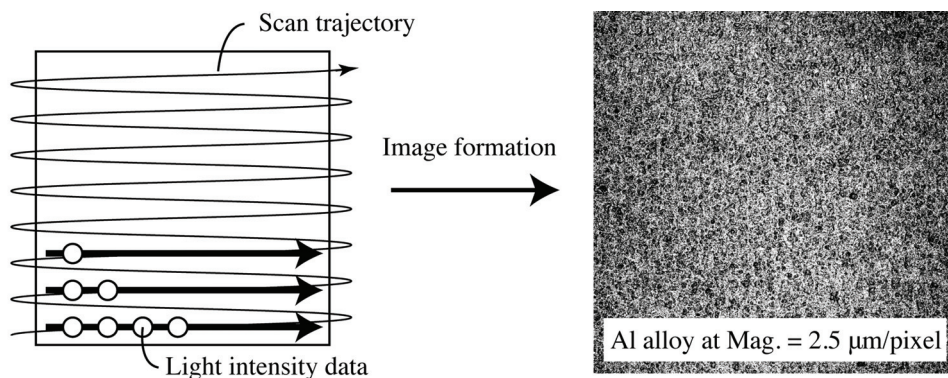 Scan trajectory
Image formation
Light intensity data
Al alloy at Mag. = 2.5 μm/pixel